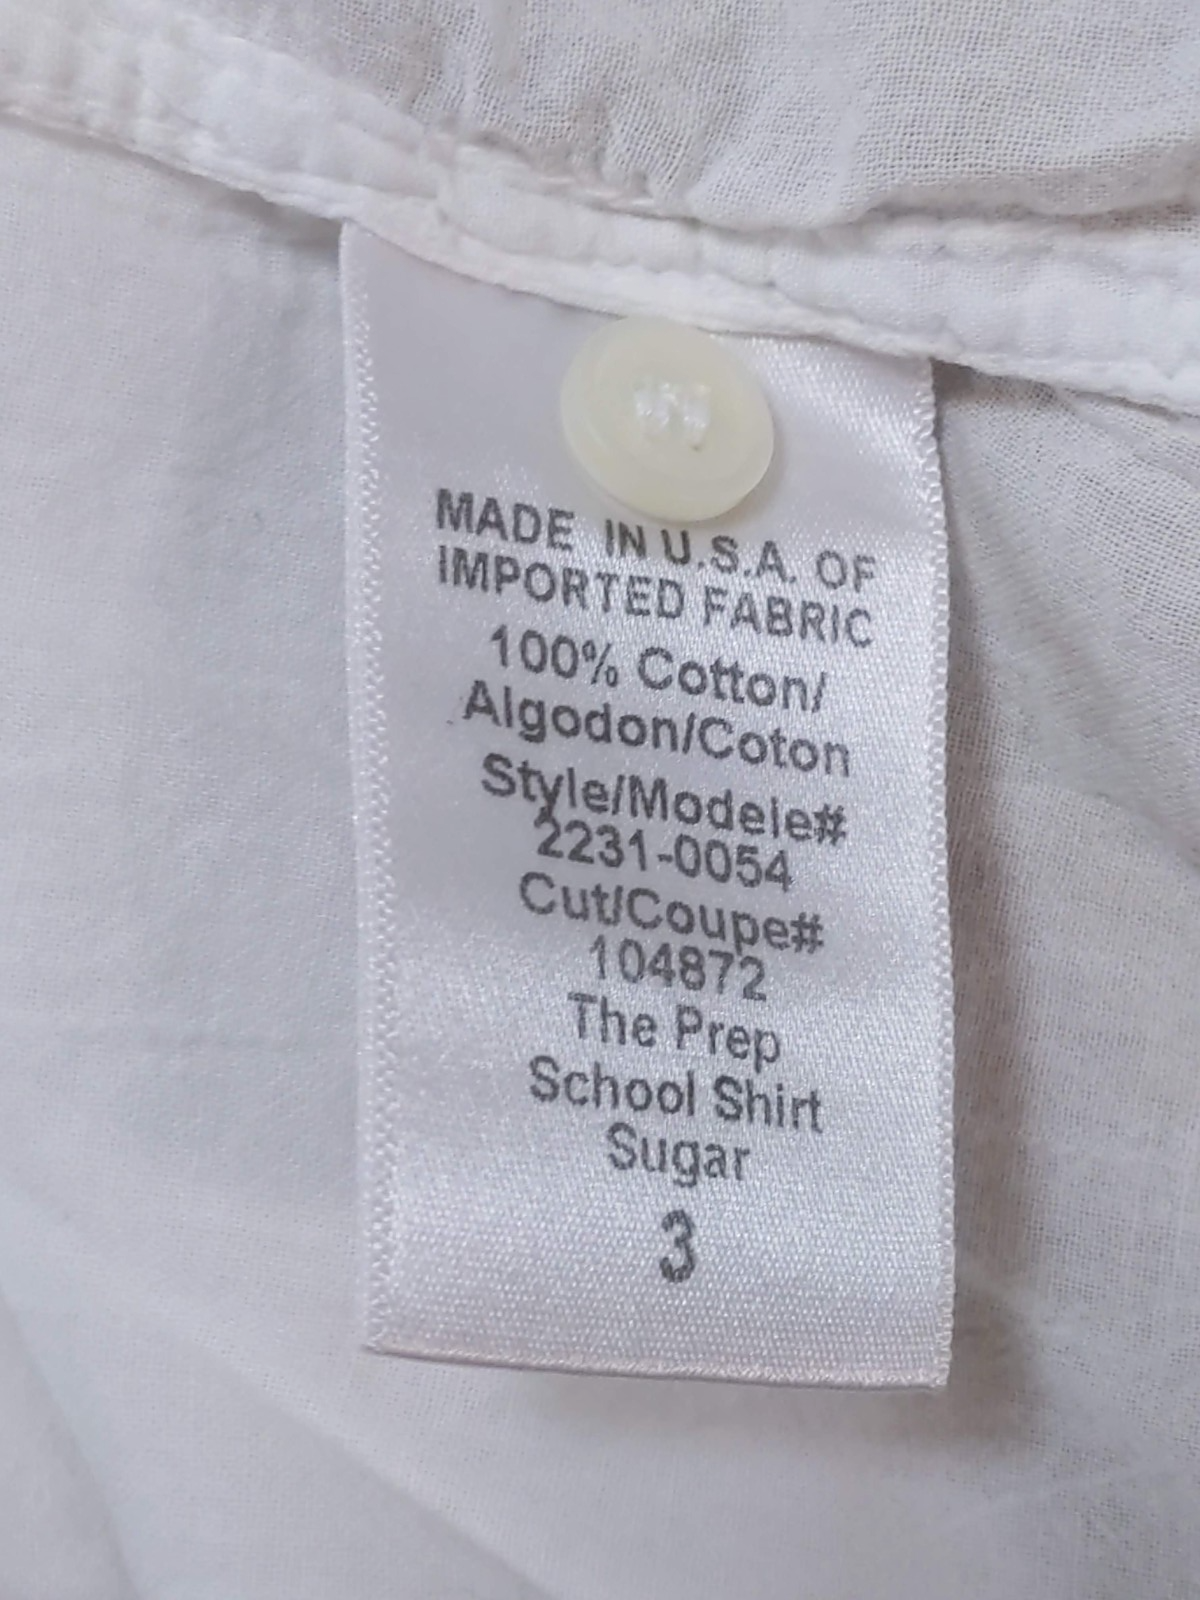 MADE IN U.S.A. OF
IMPORTED FABRIC
100% Cotton/
Algodon/Coton
Style/Modele#
2231-0054
Cut/Coupe#
104872
The Prep
School Shirt
Sugar
3